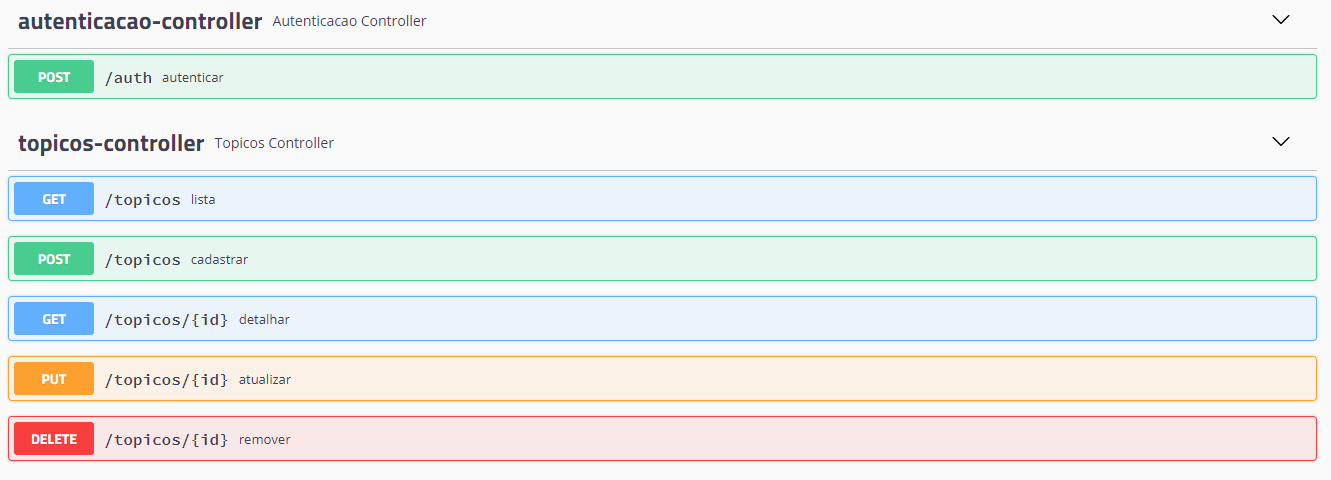 autenticacao-controller Autenticacao Controller
POST /auth autenticar
topicos-controller Topicos Controller
GET /topicos lista
POST /topicos cadastrar
GET /topicos/{id} detalhar
PUT /topicos/{id} atualizar
DELETE /topicos/{id} remover